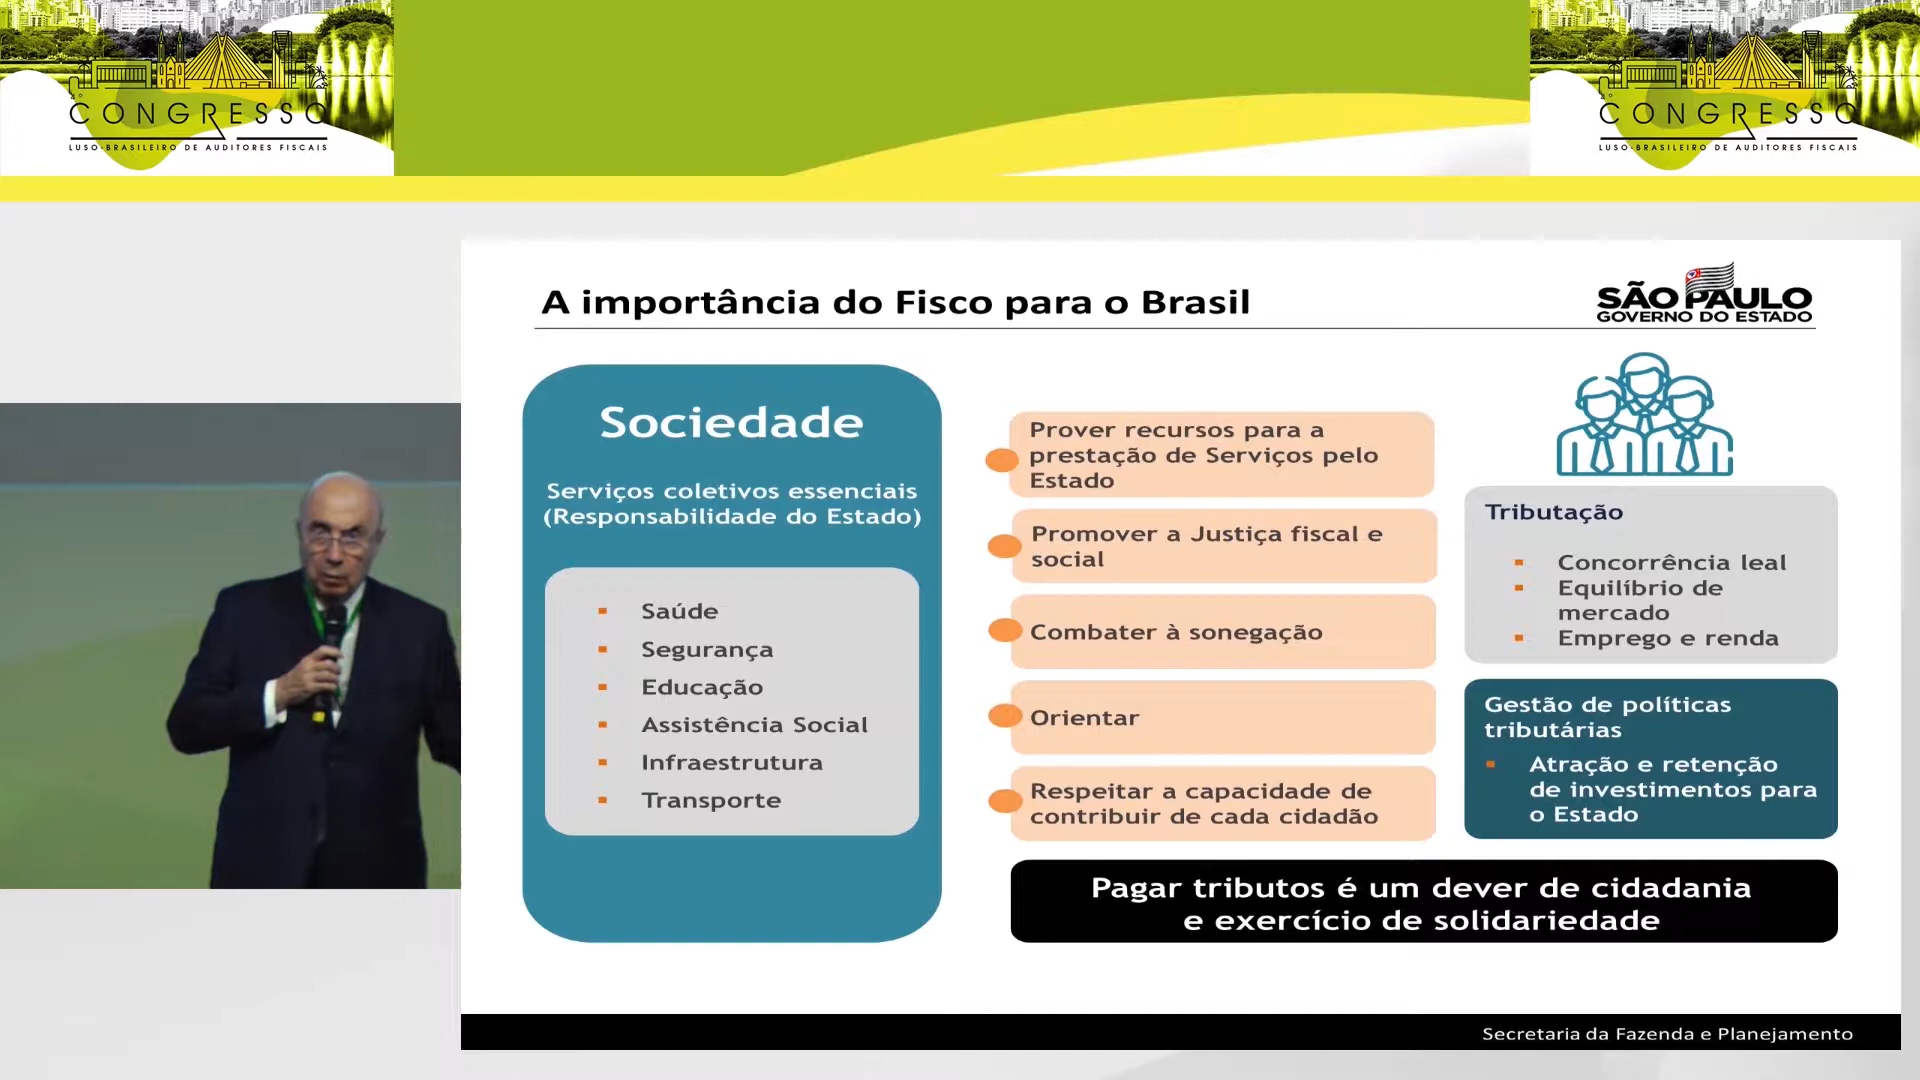 CONGRESSO
LUSO-BRASILEIRO DE AUDITORES FISCAIS
CONGRESSO
LUSO-BRASILEIRO DE AUDITORES FISCAIS
A importância do Fisco para o Brasil
SÃO PAULO
GOVERNO DO ESTADO
Sociedade
Serviços coletivos essenciais
(Responsabilidade do Estado)
Saúde
Segurança
Educação
Assistência Social
Infraestrutura
Transporte
Prover recursos para a
prestação de Serviços pelo
Estado
Promover a Justiça fiscal e
social
Combater à sonegação
Orientar
Respeitar a capacidade de
contribuir de cada cidadão
Tributação
Concorrência leal
Equilíbrio de
mercado
Emprego e renda
Gestão de políticas
tributárias
Atração e retenção
de investimentos para
o Estado
Pagar tributos é um dever de cidadania
e exercício de solidariedade
Secretaria da Fazenda e Planejamento